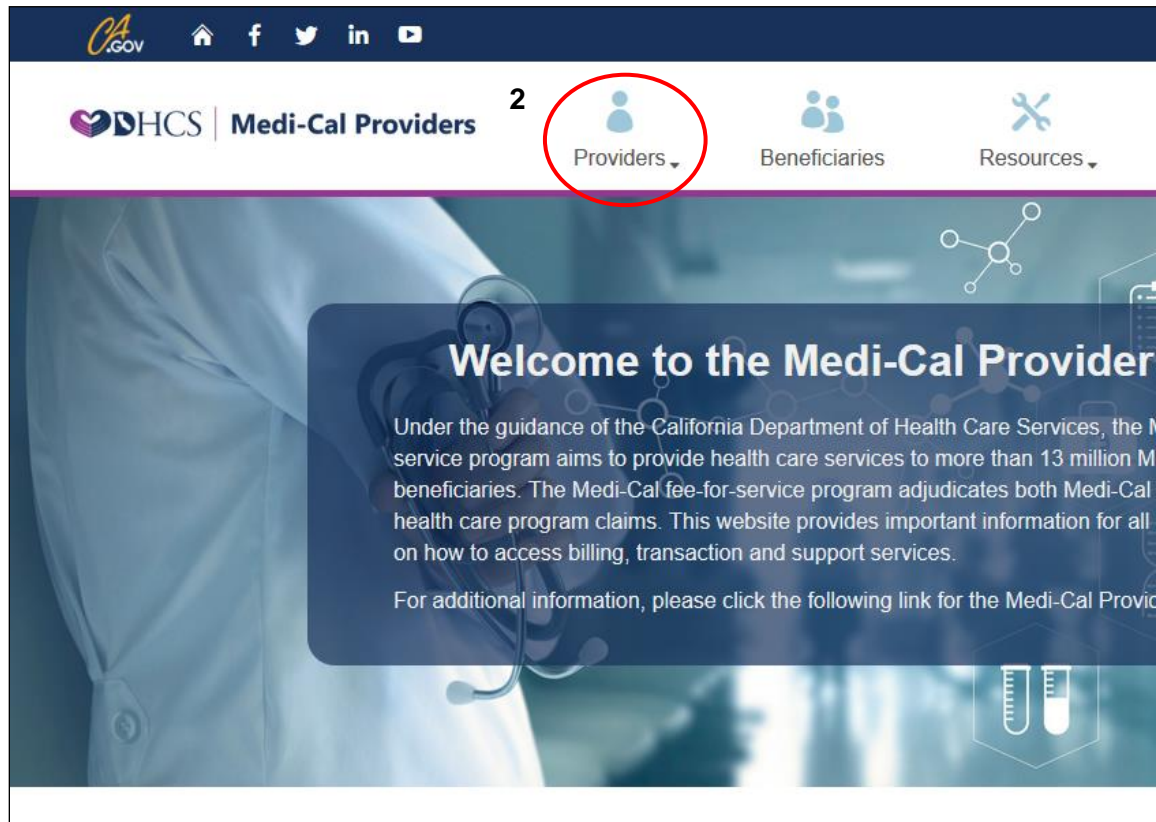 CA.GOV
DHCS | Medi-Cal Providers
2
Providers
Beneficiaries
Resources
Welcome to the Medi-Cal Provider
Under the guidance of the California Department of Health Care Services, the M
service program aims to provide health care services to more than 13 million M
beneficiaries. The Medi-Cal fee-for-service program adjudicates both Medi-Cal
health care program claims. This website provides important information for all
on how to access billing, transaction and support services.
For additional information, please click the following link for the Medi-Cal Provid